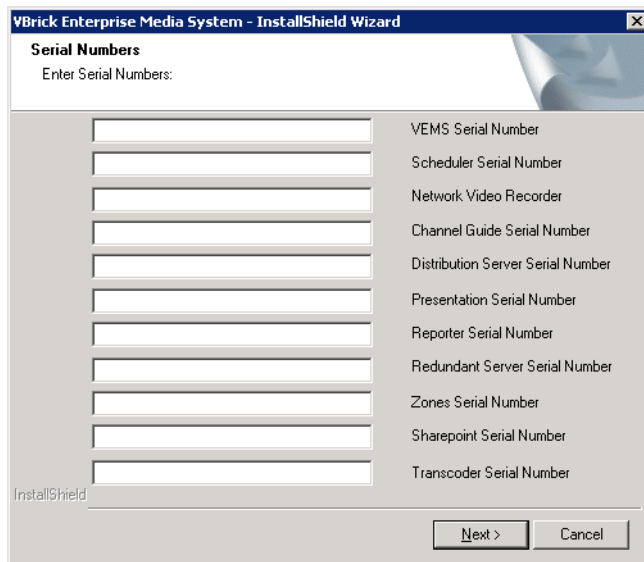 VBrick Enterprise Media System - InstallShield Wizard
Serial Numbers
Enter Serial Numbers:
VEMS Serial Number
Scheduler Serial Number
Network Video Recorder
Channel Guide Serial Number
Distribution Server Serial Number
Presentation Serial Number
Reporter Serial Number
Redundant Server Serial Number
Zones Serial Number
Sharepoint Serial Number
Transcoder Serial Number
InstallShield
Next >
Cancel